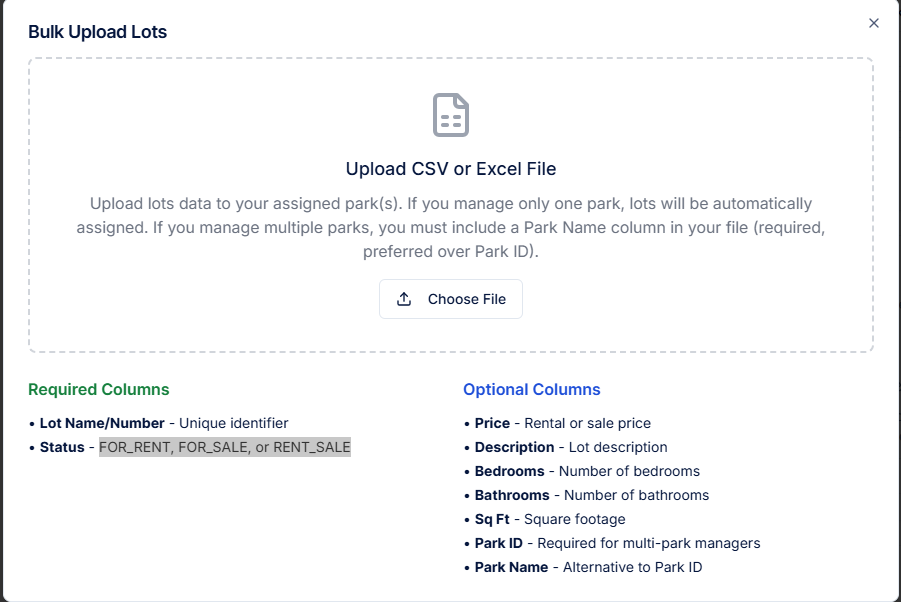 Bulk Upload Lots
Upload CSV or Excel File
Upload lots data to your assigned park(s). If you manage only one park, lots will be automatically
assigned. If you manage multiple parks, you must include a Park Name column in your file (required,
preferred over Park ID).
Choose File
Required Columns
• Lot Name/Number - Unique identifier
• Status - FOR_RENT, FOR_SALE, or RENT_SALE
Optional Columns
• Price - Rental or sale price
• Description - Lot description
• Bedrooms - Number of bedrooms
• Bathrooms - Number of bathrooms
• Sq Ft - Square footage
• Park ID - Required for multi-park managers
• Park Name - Alternative to Park ID